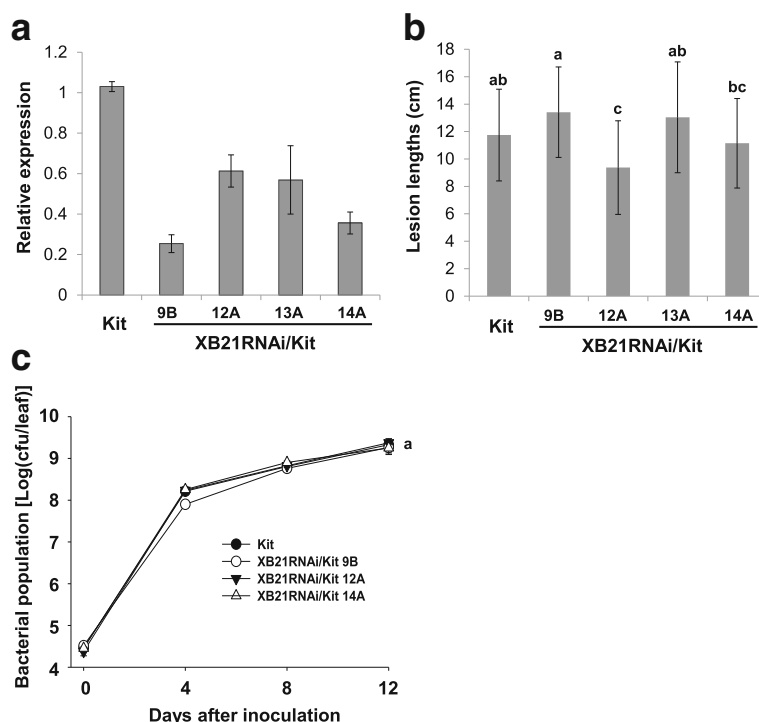 a
Relative expression
1.2
1
0.8
0.6
0.4
0.2
0
Kit
9B 12A 13A 14A
XB21RNAi/Kit
b
Lesion lengths (cm)
18
16
14
12
10
8
6
4
2
0
ab a c ab bc
Kit
9B 12A 13A 14A
XB21RNAi/Kit
c
Bacterial population [Log(cfu/leaf)]
10
9
8
7
6
5
4
a
Kit
XB21RNAi/Kit 9B
XB21RNAi/Kit 12A
XB21RNAi/Kit 14A
0 4 8 12
Days after inoculation